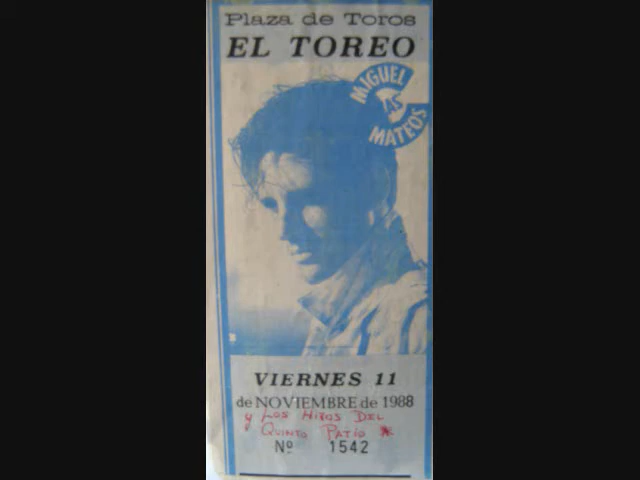 Plaza de Toros
EL TOREO
MIGUEL
MATEOS
VIERNES 11
de NOVIEMBRE de 1988
y LOS HIJOS DEL
QUINTO PATIO
Nº 1542